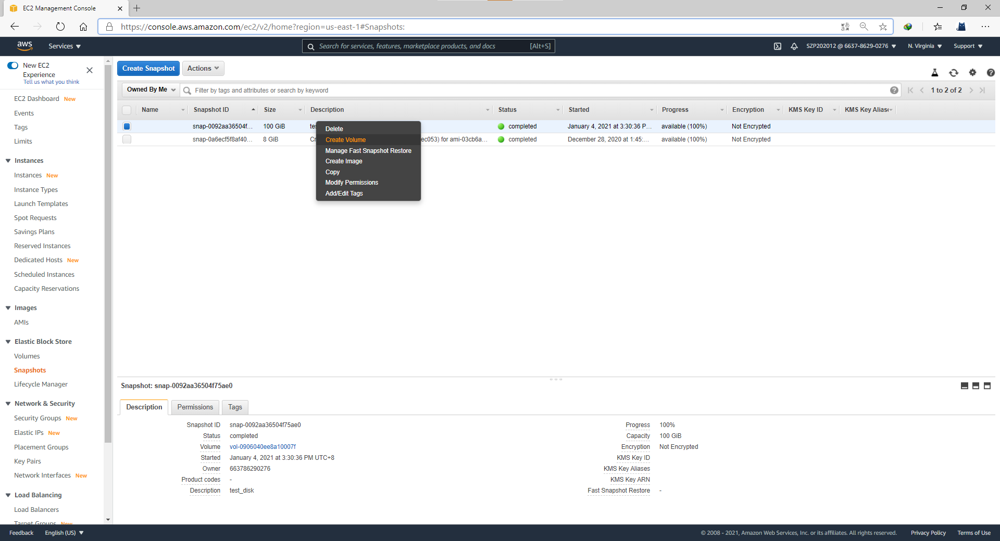 EC2 Management Console
https://console.aws.amazon.com/ec2/v2/home?region=us-east-1#Snapshots:
aws
Services
Search for services, features, marketplace products, and docs
[Alt+S]
SZP202012 @ 6637-8629-0276
N. Virginia
Support
New EC2
Experience
Tell us what you think
EC2 Dashboard New
Events
Tags
Limits
Instances
Instances New
Instance Types
Launch Templates
Spot Requests
Savings Plans
Reserved Instances
Dedicated Hosts New
Scheduled Instances
Capacity Reservations
Images
AMIs
Elastic Block Store
Volumes
Snapshots
Lifecycle Manager
Network & Security
Security Groups New
Elastic IPs New
Placement Groups
Key Pairs
Network Interfaces New
Load Balancing
Load Balancers
Target Groups New
Create Snapshot
Actions
Owned By Me
Filter by tags and attributes or search by keyword
1 to 2 of 2
Name Snapshot ID Size Description Status Started Progress Encryption KMS Key ID KMS Key Alias
snap-0092aa36504f... 100 GiB te completed January 4, 2021 at 3:30:36 P... available (100%) Not Encrypted
snap-0a6ecf5f8af40... 8 GiB Cr ec053) for ami-03cb6a... completed December 28, 2020 at 1:45:... available (100%) Not Encrypted
Delete
Create Volume
Manage Fast Snapshot Restore
Create Image
Copy
Modify Permissions
Add/Edit Tags
Snapshot: snap-0092aa36504f75ae0
Description
Permissions
Tags
Snapshot ID snap-0092aa36504f75ae0
Status completed
Volume vol-0906040ee8a10007f
Started January 4, 2021 at 3:30:36 PM UTC+8
Owner 663786290276
Product codes -
Description test_disk
Progress 100%
Capacity 100 GiB
Encryption Not Encrypted
KMS Key ID
KMS Key Aliases
KMS Key ARN
Fast Snapshot Restore -
Feedback
English (US)
© 2008 - 2021, Amazon Web Services, Inc. or its affiliates. All rights reserved.
Privacy Policy
Terms of Use